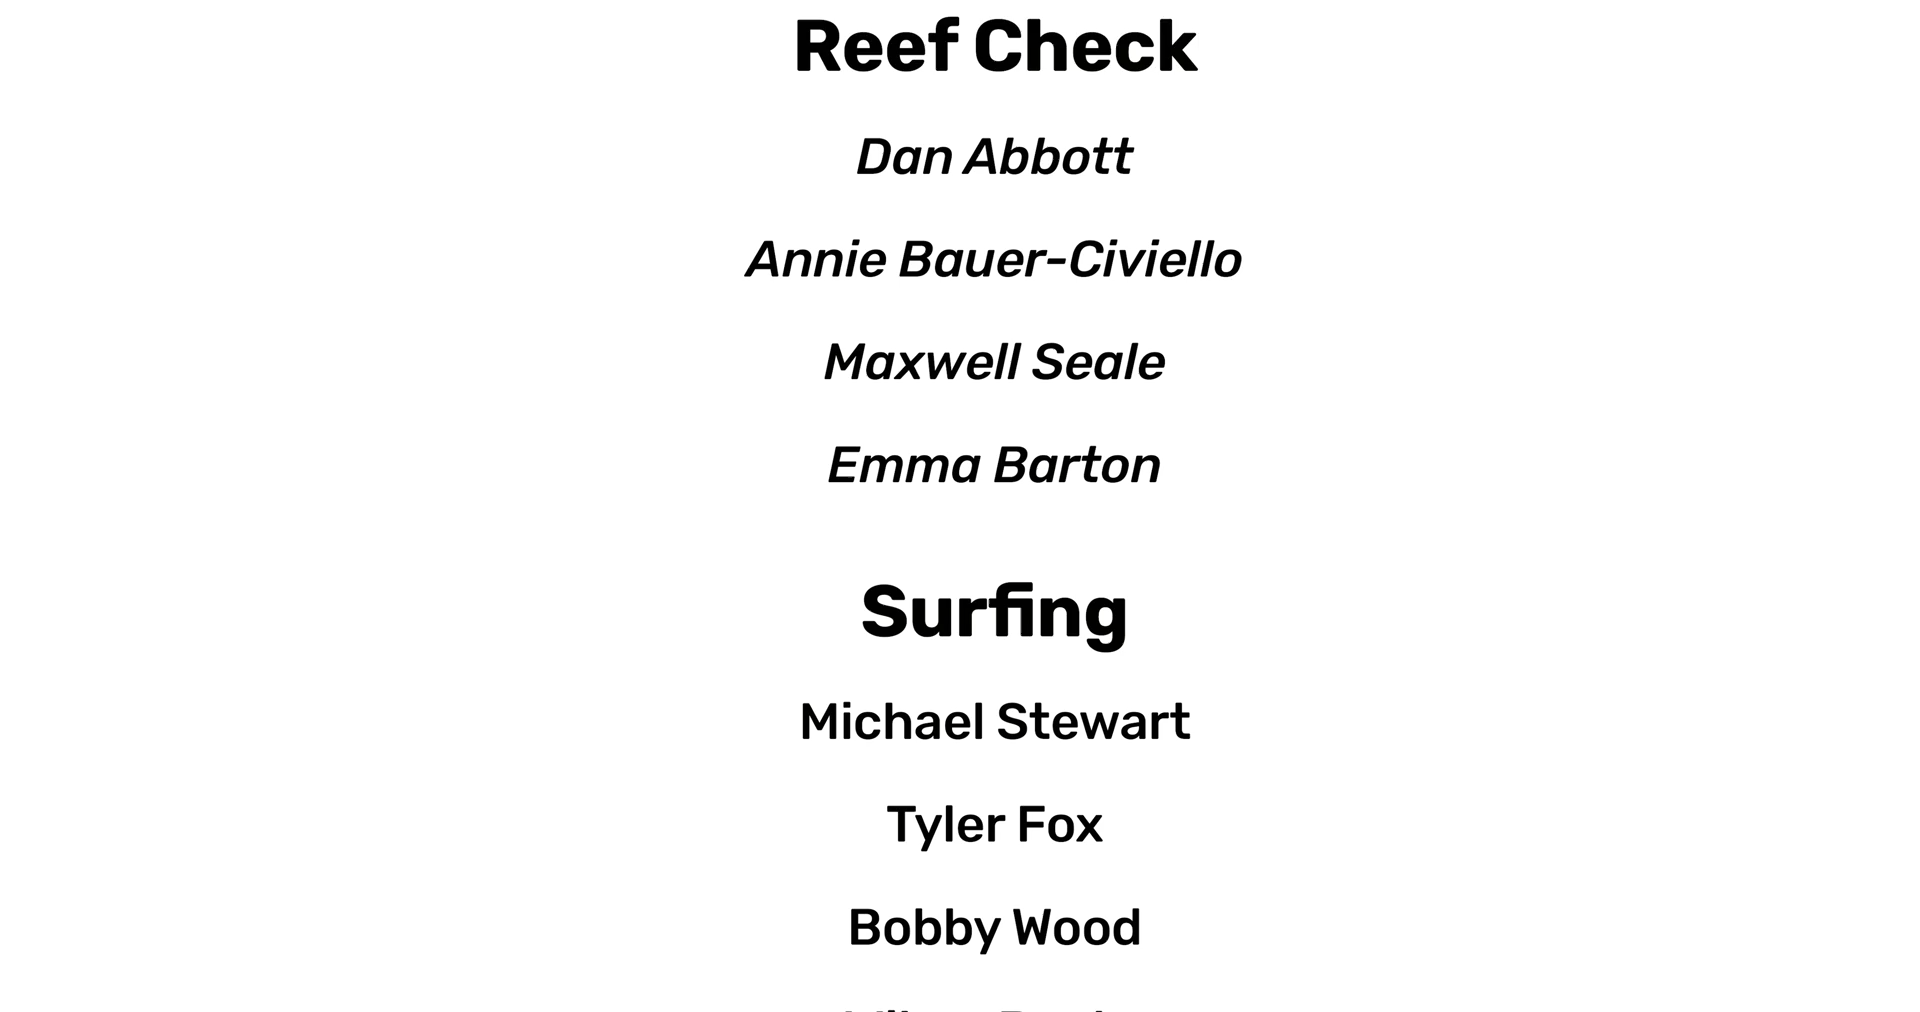 Reef Check
Dan Abbott
Annie Bauer-Civiello
Maxwell Seale
Emma Barton
Surfing
Michael Stewart
Tyler Fox
Bobby Wood